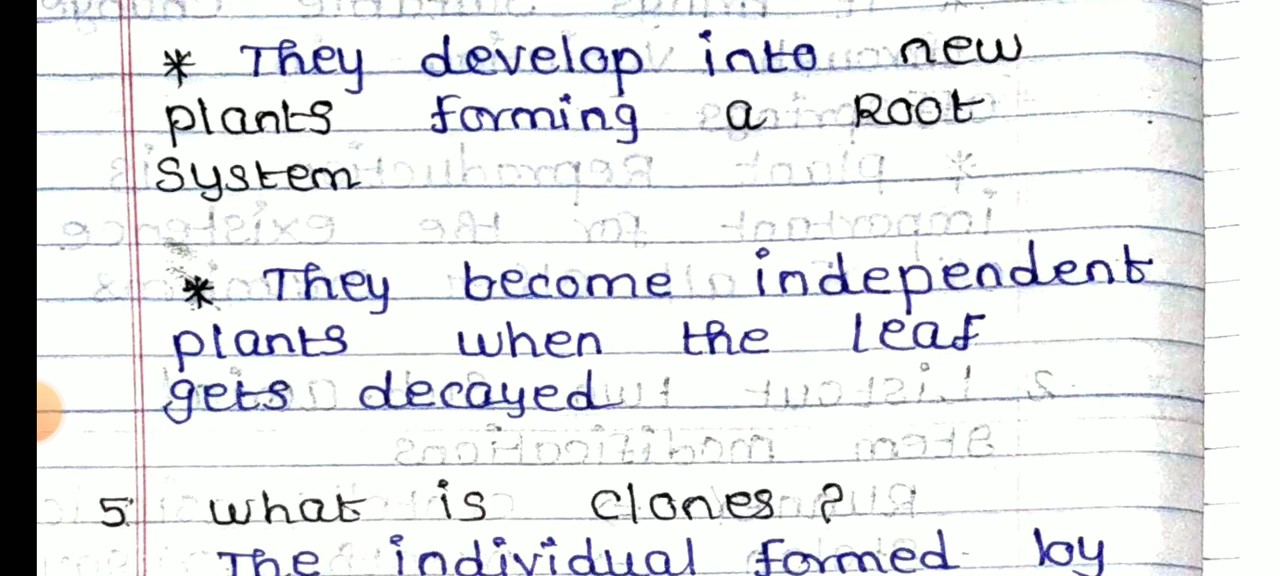 * They develop into new
plants forming a Root
System
* They become independent
plants when the leaf
gets decayed
5. what is clones?
The individual formed by